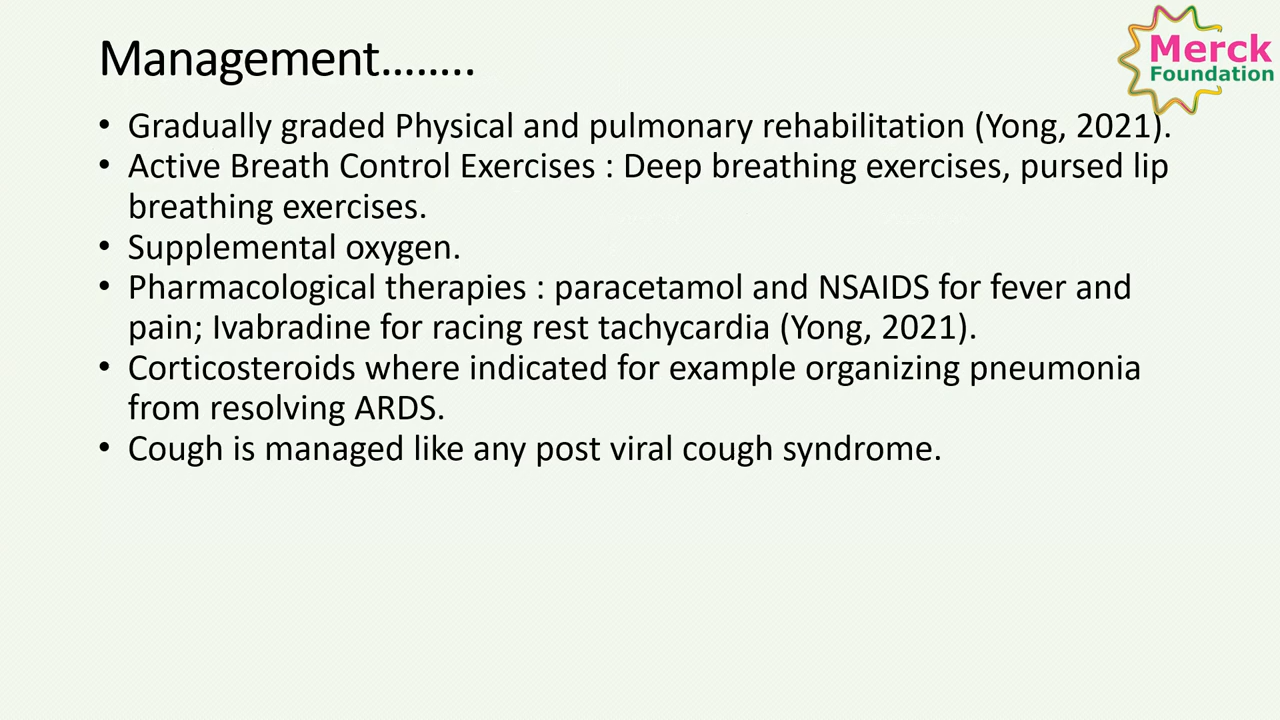 Management........
Merck
Foundation
• Gradually graded Physical and pulmonary rehabilitation (Yong, 2021).
• Active Breath Control Exercises : Deep breathing exercises, pursed lip
breathing exercises.
• Supplemental oxygen.
• Pharmacological therapies : paracetamol and NSAIDS for fever and
pain; Ivabradine for racing rest tachycardia (Yong, 2021).
• Corticosteroids where indicated for example organizing pneumonia
from resolving ARDS.
• Cough is managed like any post viral cough syndrome.